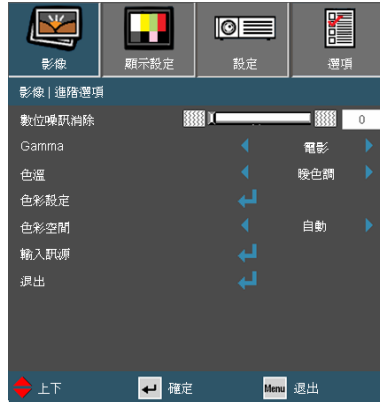 影像 顯示設定 設定 選項
影像 | 進階選項
數位噪訊消除 0
Gamma 電影
色溫 暖色調
色彩設定
色彩空間 自動
輸入訊源
退出
上下 確定 Menu 退出